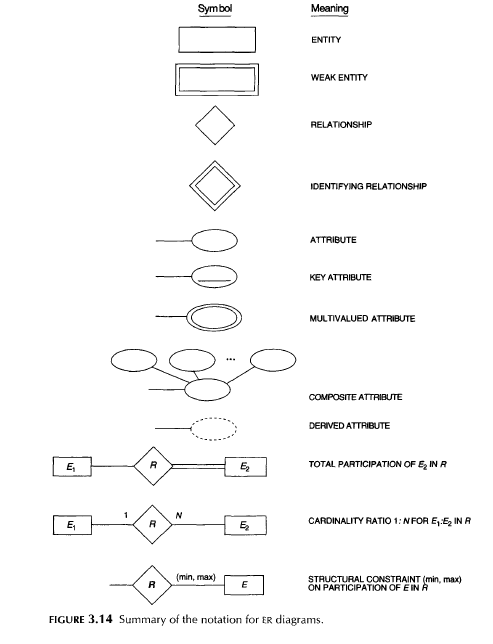 Symbol Meaning
ENTITY
WEAK ENTITY
RELATIONSHIP
IDENTIFYING RELATIONSHIP
ATTRIBUTE
KEY ATTRIBUTE
MULTIVALUED ATTRIBUTE
...
COMPOSITE ATTRIBUTE
DERIVED ATTRIBUTE
E₁ R E₂ TOTAL PARTICIPATION OF E₂ IN R
E₁ 1 R N E₂ CARDINALITY RATIO 1: N FOR E₁:E₂ IN R
R (min, max) E STRUCTURAL CONSTRAINT (min, max)
ON PARTICIPATION OF E IN R
FIGURE 3.14 Summary of the notation for ER diagrams.